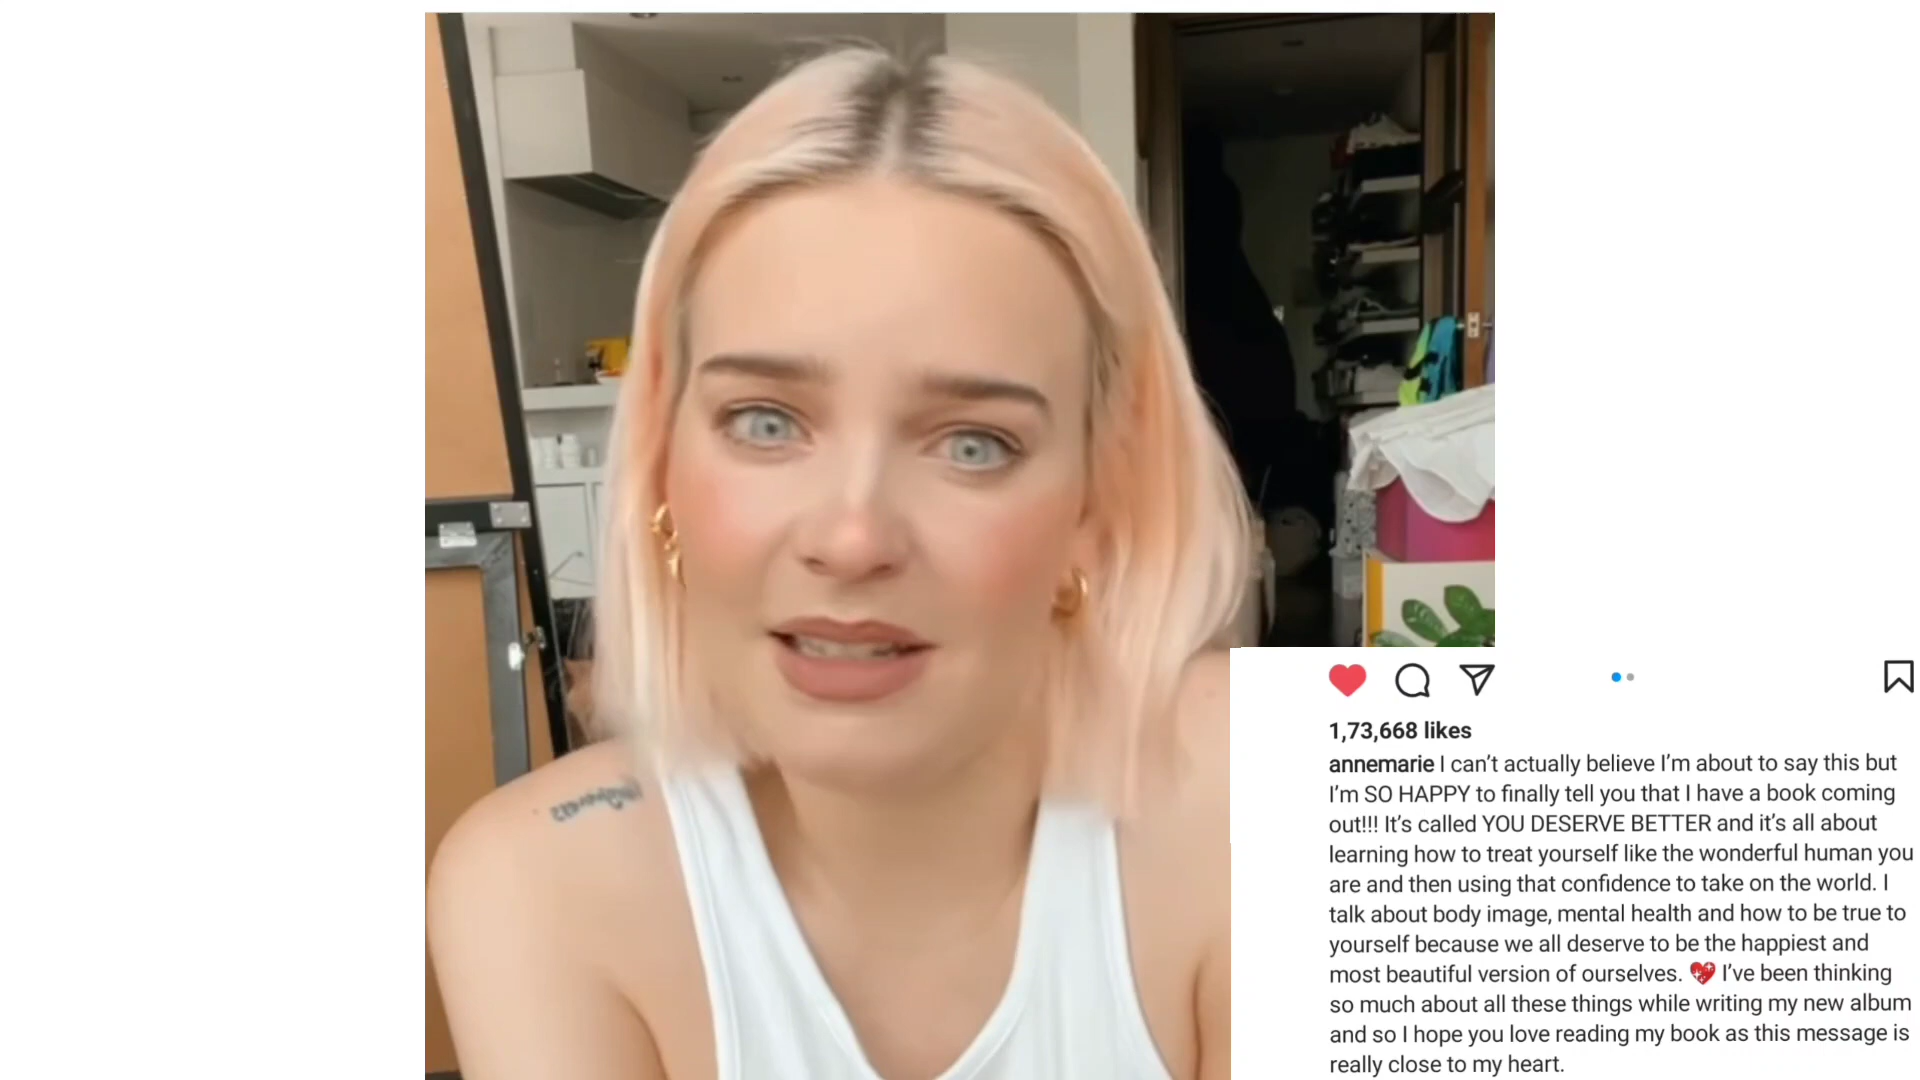 1,73,668 likes
annemarie I can't actually believe I'm about to say this but
I'm SO HAPPY to finally tell you that I have a book coming
out!!! It's called YOU DESERVE BETTER and it's all about
learning how to treat yourself like the wonderful human you
are and then using that confidence to take on the world. I
talk about body image, mental health and how to be true to
yourself because we all deserve to be the happiest and
most beautiful version of ourselves. 💖 I've been thinking
so much about all these things while writing my new album
and so I hope you love reading my book as this message is
really close to my heart.